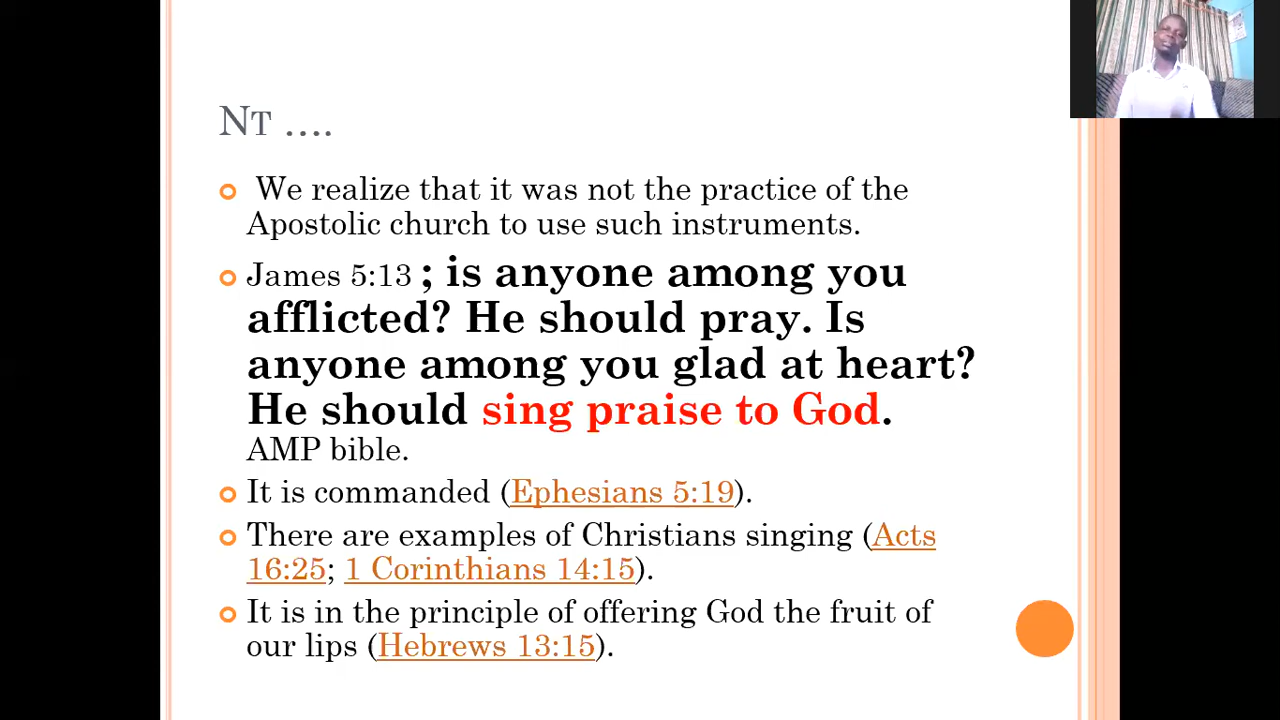 NT ….
We realize that it was not the practice of the
Apostolic church to use such instruments.
James 5:13 ; is anyone among you
afflicted? He should pray. Is
anyone among you glad at heart?
He should sing praise to God.
AMP bible.
It is commanded (Ephesians 5:19).
There are examples of Christians singing (Acts
16:25; 1 Corinthians 14:15).
It is in the principle of offering God the fruit of
our lips (Hebrews 13:15).